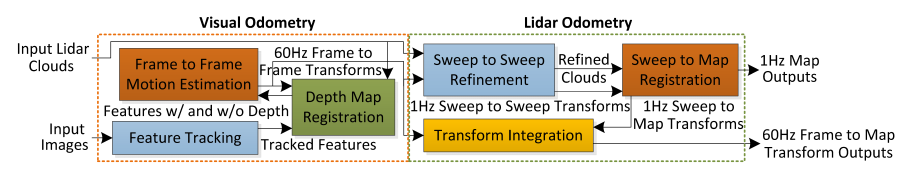 Visual Odometry
Lidar Odometry
Input Lidar
Clouds
Frame to Frame
Motion Estimation
60Hz Frame to
Frame Transforms
Sweep to Sweep
Refinement
Refined
Clouds
Sweep to Map
Registration
1Hz Map
Outputs
Depth Map
Registration
Features w/ and w/o Depth
1Hz Sweep to Sweep Transforms
1Hz Sweep to
Map Transforms
Input
Images
Feature Tracking
Tracked Features
Transform Integration
60Hz Frame to Map
Transform Outputs